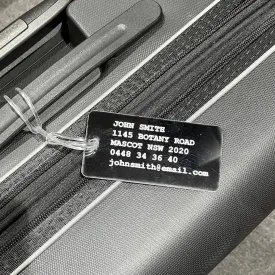 JOHN SMITH
1145 BOTANY ROAD
MASCOT NSW 2020
0448 34 36 40
johnsmith@email.com